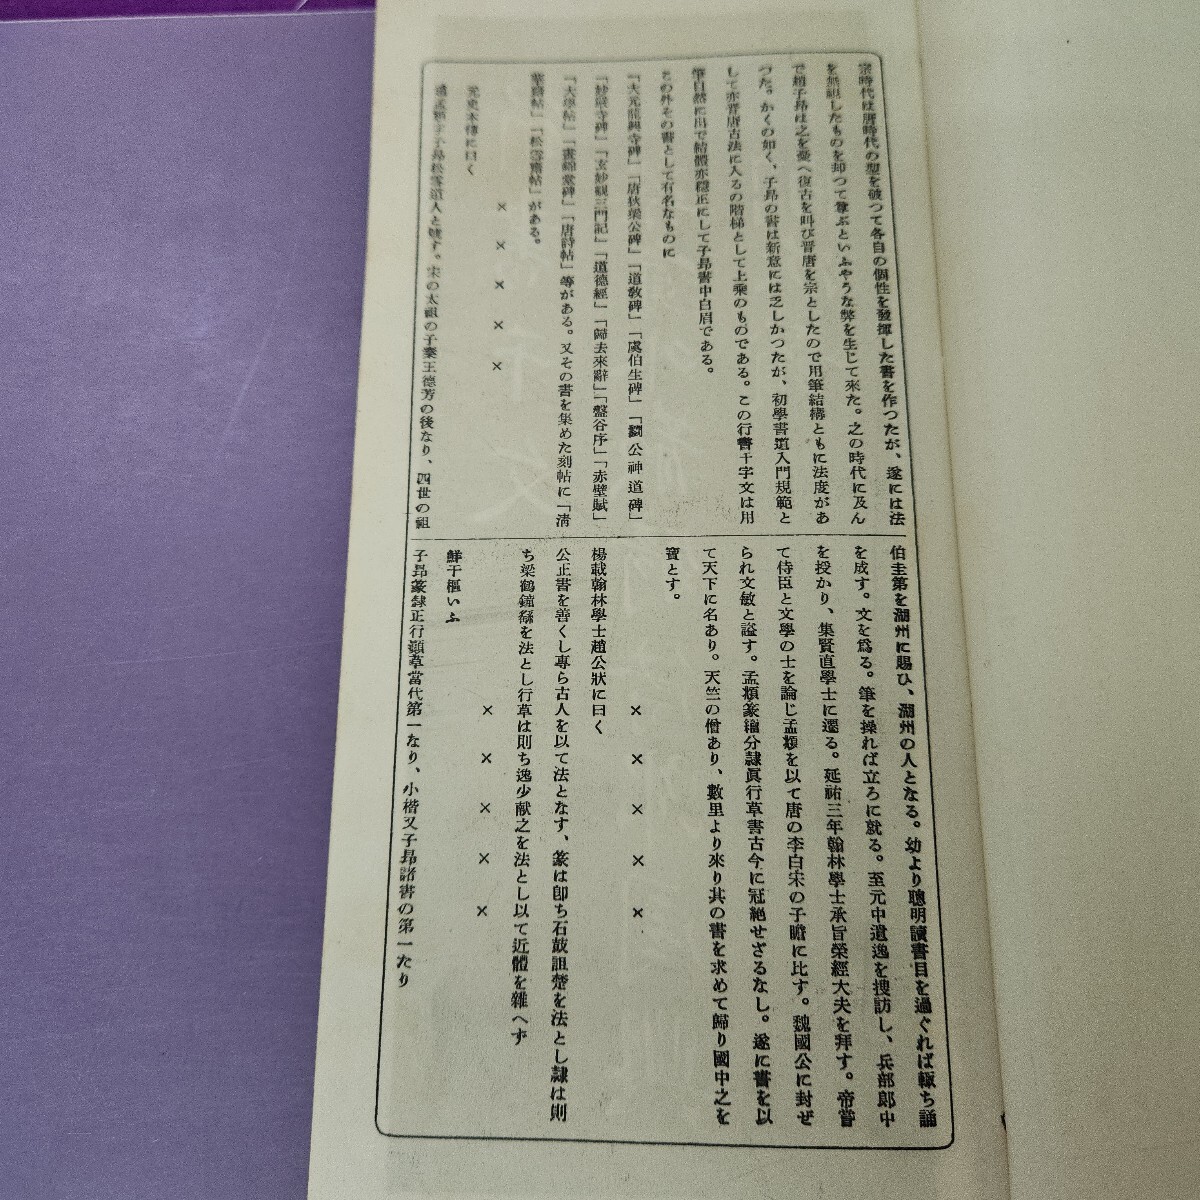 宗時代は唐時代の型を破つて各自の個性を發揮した書を作つたが、遂には法
を無視したものを却つて掌ぶといふやうな弊を生じて來た。之の時代に及ん
で趙子昂は之を憂へ復古を叫び晋唐を宗としたので用筆結構ともに法度があ
つた。かくの如く、子昂の書は新意には乏しかつたが、初學書道入門規範と
して亦晋唐古法に入るの階梯として上乘のものである。この行書千字文は用
筆自然に出で結體亦穩正にして子昂書中白眉である。
この外その書として有名なものに
「大元龍興寺碑」「唐狄梁公碑」「道敎碑」「虞伯生碑」「公神道碑」
「妙嚴寺碑」「玄妙觀三門記」「道德經」「歸去來辭」「盤谷序」「赤壁賦」
「大學帖」「晝錦堂碑」「唐詩帖」等がある。又その書を集めた刻帖に「淸
華齋帖」「松雪齋帖」がある。
× × × × ×
元史本傳に曰く
趙孟頫字子昂松雪道人と號す。宋の太祖の子秦王德芳の後なり、四世の祖
伯圭第を湖州に賜ひ、湖州の人となる。幼より聰明讀書目を過ぐれば輙ち誦
を成す。文を爲る。筆を操れば立ろに就る。至元中遺逸を捜訪し、兵部郎中
を授かり、集賢直學士に還る。延祐三年翰林學士承旨榮經大夫を拜す。帝嘗
て侍臣と文學の士を論じ孟頫を以て唐の李白宋の子瞻に比す。魏國公に封ぜ
られ文敏と謚す。孟頫篆籀分隷眞行草書古今に冠絶せざるなし。遂に書を以
て天下に名あり。天竺の僧あり、數里より來り其の書を求めて歸り國中之を
寶とす。
× × × × ×
楊載翰林學士趙公狀に曰く
公正書を善くし專ら古人を以て法となす、篆は卽ち石鼓詛楚を法とし隷は則
ち梁鵠鍾繇を法とし行草は則ち逸少献之を法とし以て近體を雜へず
× × × × ×
鮮于樞いふ
子昂篆隷正行顚草當代第一なり、小楷又子昂諸書の第一たり